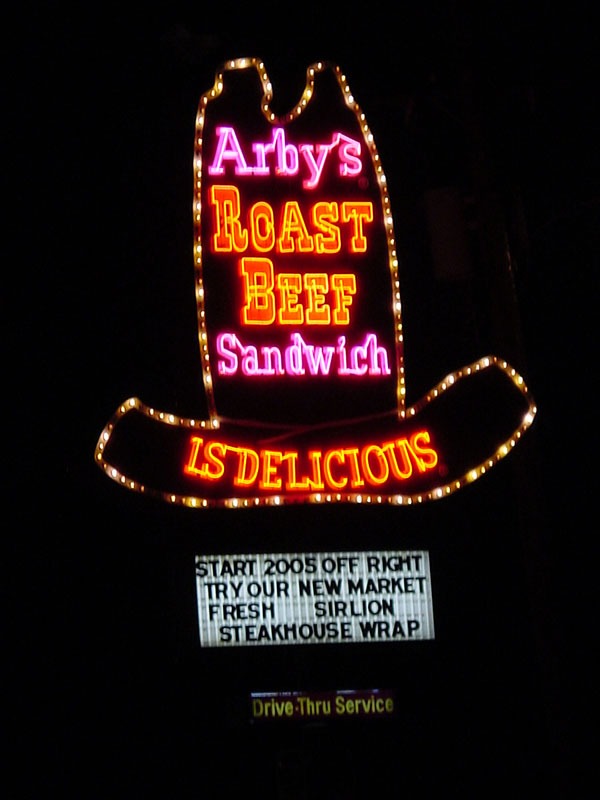 Arby's
ROAST
BEEF
Sandwich
IS DELICIOUS
START 2005 OFF RIGHT
TRY OUR NEW MARKET
FRESH SIRLION
STEAKHOUSE WRAP
Drive-Thru Service